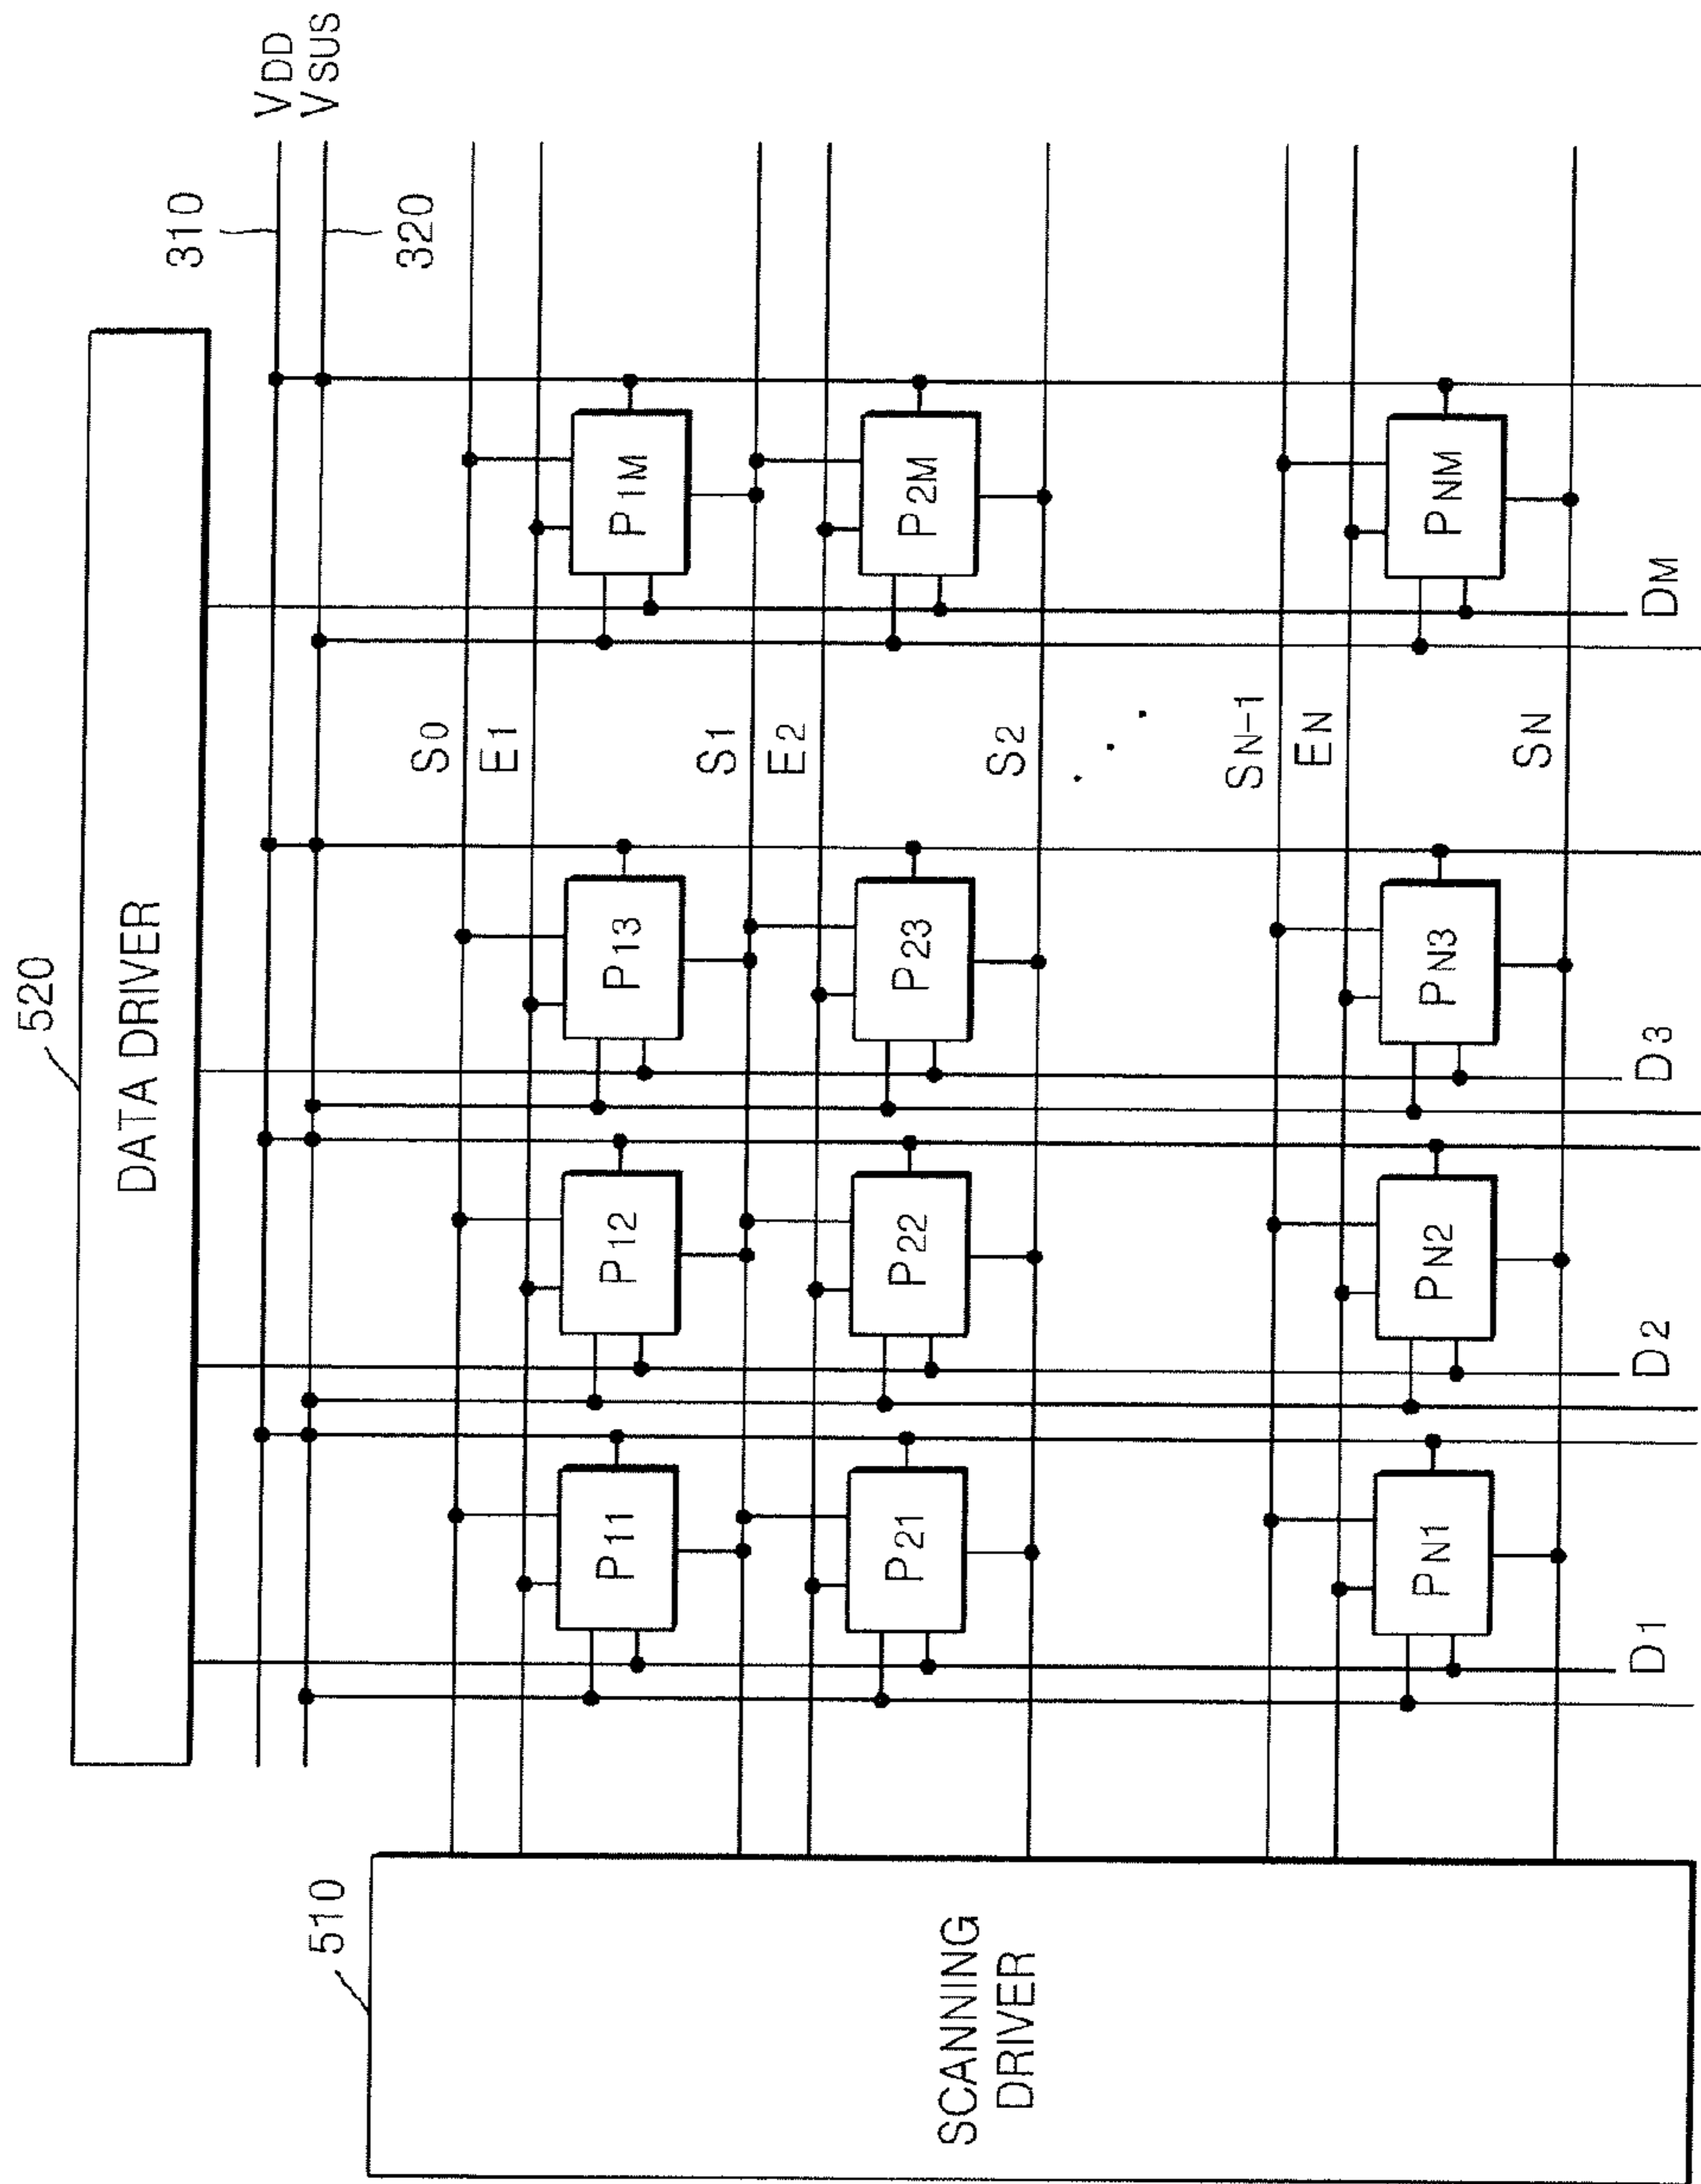 520
DATA DRIVER
310
VDD
VSUS
320
510
SCANNING
DRIVER
S0
E1
P11
P12
P13
P1M
S1
E2
P21
P22
P23
P2M
S2
SN-1
EN
PN1
PN2
PN3
PNM
SN
D1
D2
D3
DM